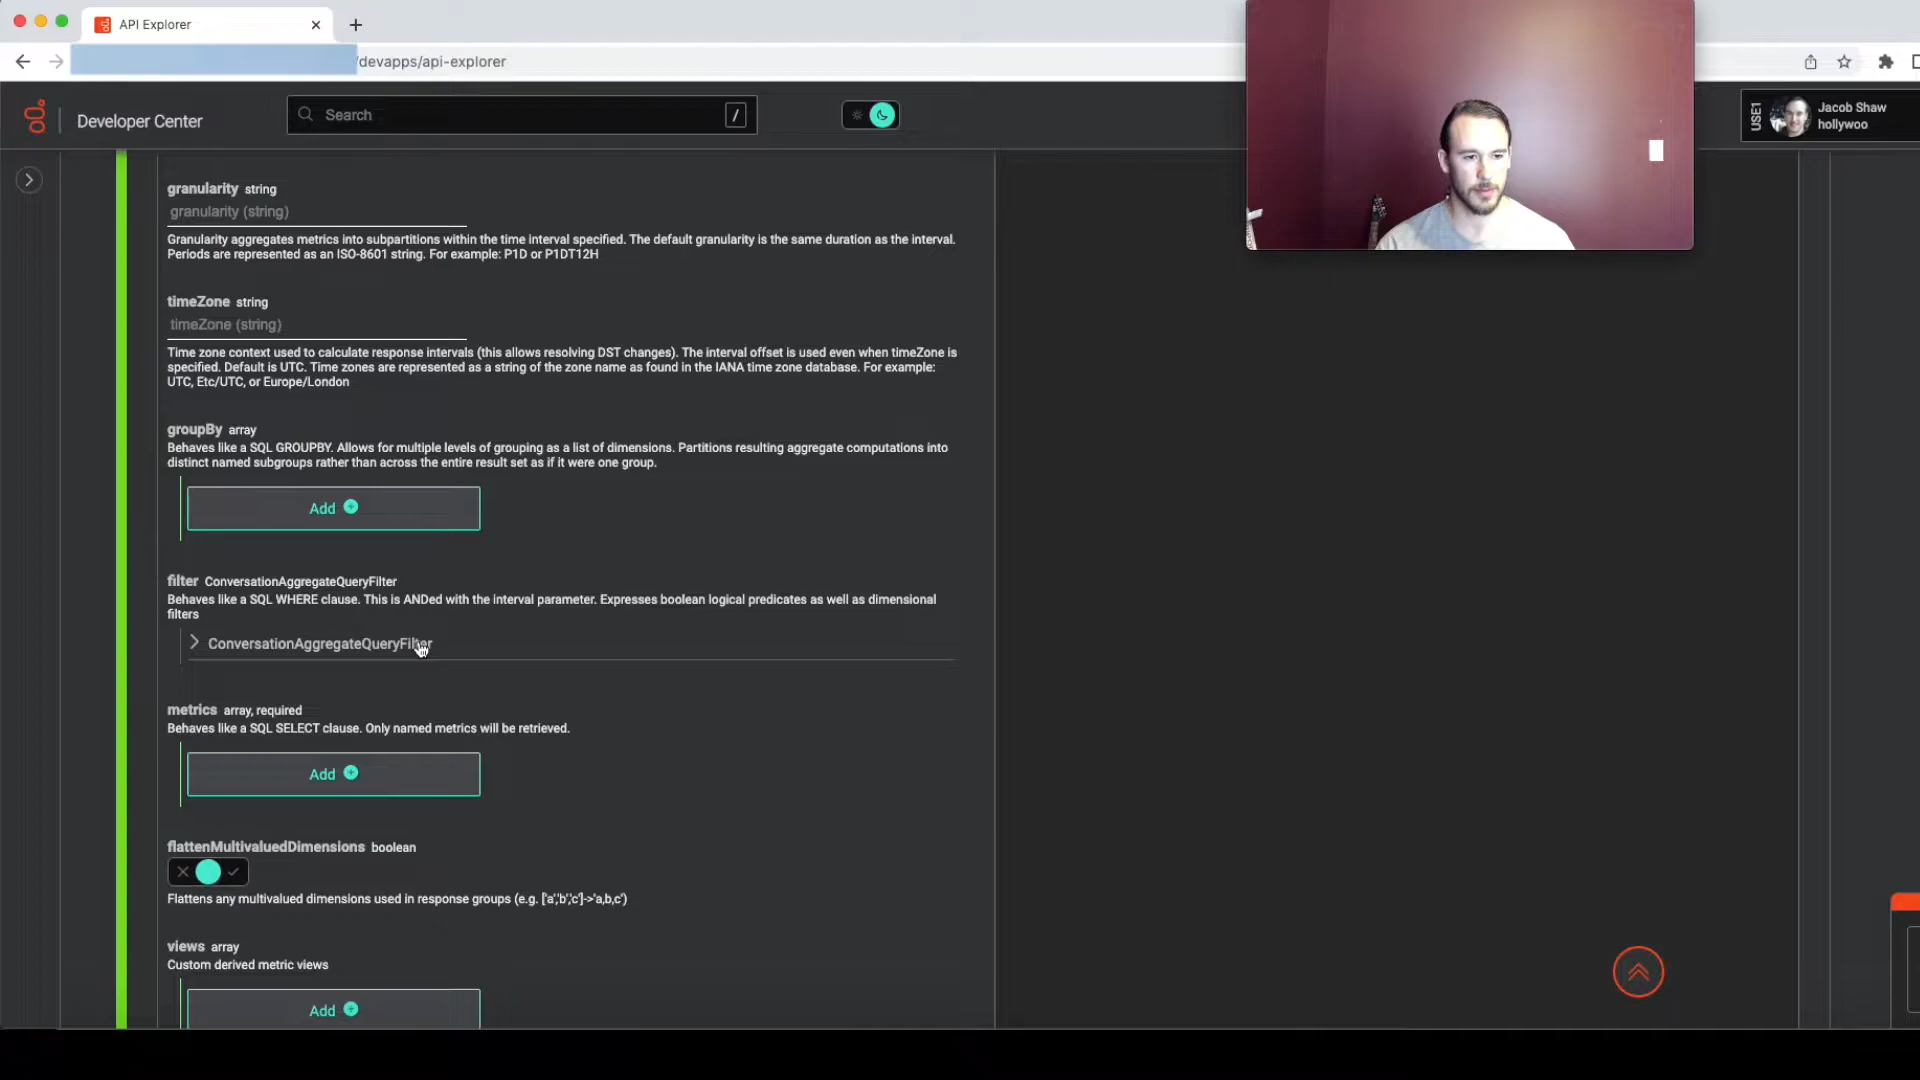 API Explorer
/devapps/api-explorer
Developer Center
Search
/
USE1
Jacob Shaw
hollywoo
granularity string
granularity (string)
Granularity aggregates metrics into subpartitions within the time interval specified. The default granularity is the same duration as the interval.
Periods are represented as an ISO-8601 string. For example: P1D or P1DT12H
timeZone string
timeZone (string)
Time zone context used to calculate response intervals (this allows resolving DST changes). The interval offset is used even when timeZone is
specified. Default is UTC. Time zones are represented as a string of the zone name as found in the IANA time zone database. For example:
UTC, Etc/UTC, or Europe/London
groupBy array
Behaves like a SQL GROUPBY. Allows for multiple levels of grouping as a list of dimensions. Partitions resulting aggregate computations into
distinct named subgroups rather than across the entire result set as if it were one group.
Add
filter ConversationAggregateQueryFilter
Behaves like a SQL WHERE clause. This is ANDed with the interval parameter. Expresses boolean logical predicates as well as dimensional
filters
ConversationAggregateQueryFilter
metrics array, required
Behaves like a SQL SELECT clause. Only named metrics will be retrieved.
Add
flattenMultivaluedDimensions boolean
Flattens any multivalued dimensions used in response groups (e.g. ['a','b','c']->'a,b,c')
views array
Custom derived metric views
Add